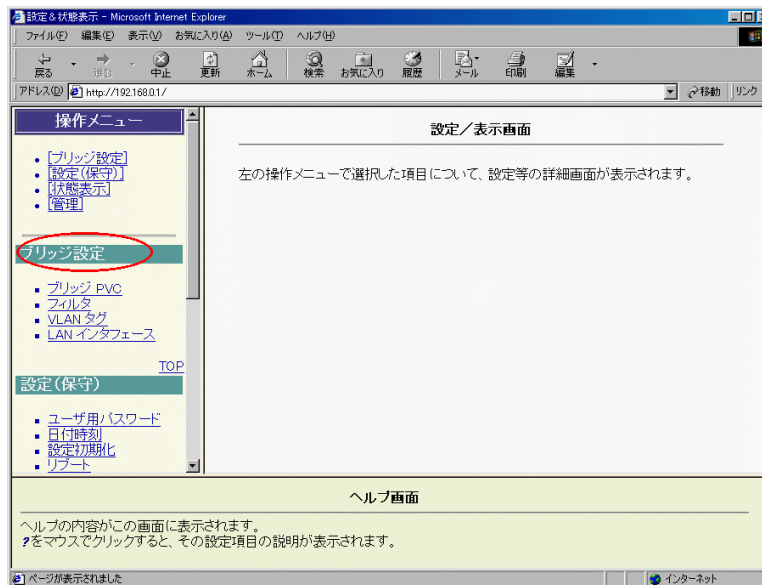 設定&状態表示 - Microsoft Internet Explorer
ファイル(F) 編集(E) 表示(V) お気に入り(A) ツール(T) ヘルプ(H)
戻る 進む 中止 更新 ホーム 検索 お気に入り 履歴 メール 印刷 編集
アドレス(D) http://192.168.0.1/ 移動 リンク
操作メニュー
[ブリッジ設定]
[設定(保守)]
[状態表示]
[管理]
ブリッジ設定
ブリッジ PVC
フィルタ
VLAN タグ
LAN インタフェース
TOP
設定(保守)
ユーザ用パスワード
日付時刻
設定初期化
リブート
設定/表示画面
左の操作メニューで選択した項目について、設定等の詳細画面が表示されます。
ヘルプ画面
ヘルプの内容がこの画面に表示されます。
?をマウスでクリックすると、その設定項目の説明が表示されます。
ページが表示されました インターネット